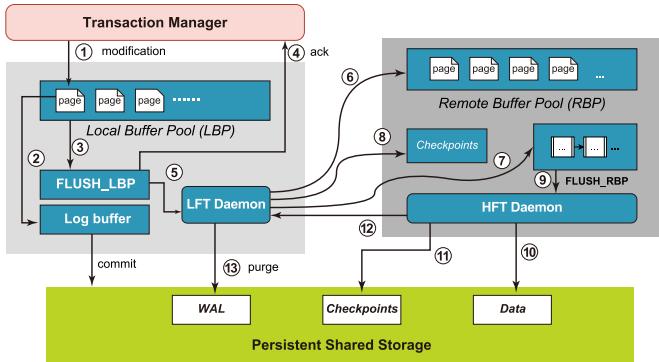 Transaction Manager
① modification
④ ack
page page page ......
Local Buffer Pool (LBP)
②
③
FLUSH_LBP
Log buffer
⑤
LFT Daemon
commit
⑥
page page page page ...
Remote Buffer Pool (RBP)
⑧
Checkpoints
⑦
...
⑨ FLUSH_RBP
HFT Daemon
⑫
⑪
⑩
⑬ purge
WAL
Checkpoints
Data
Persistent Shared Storage